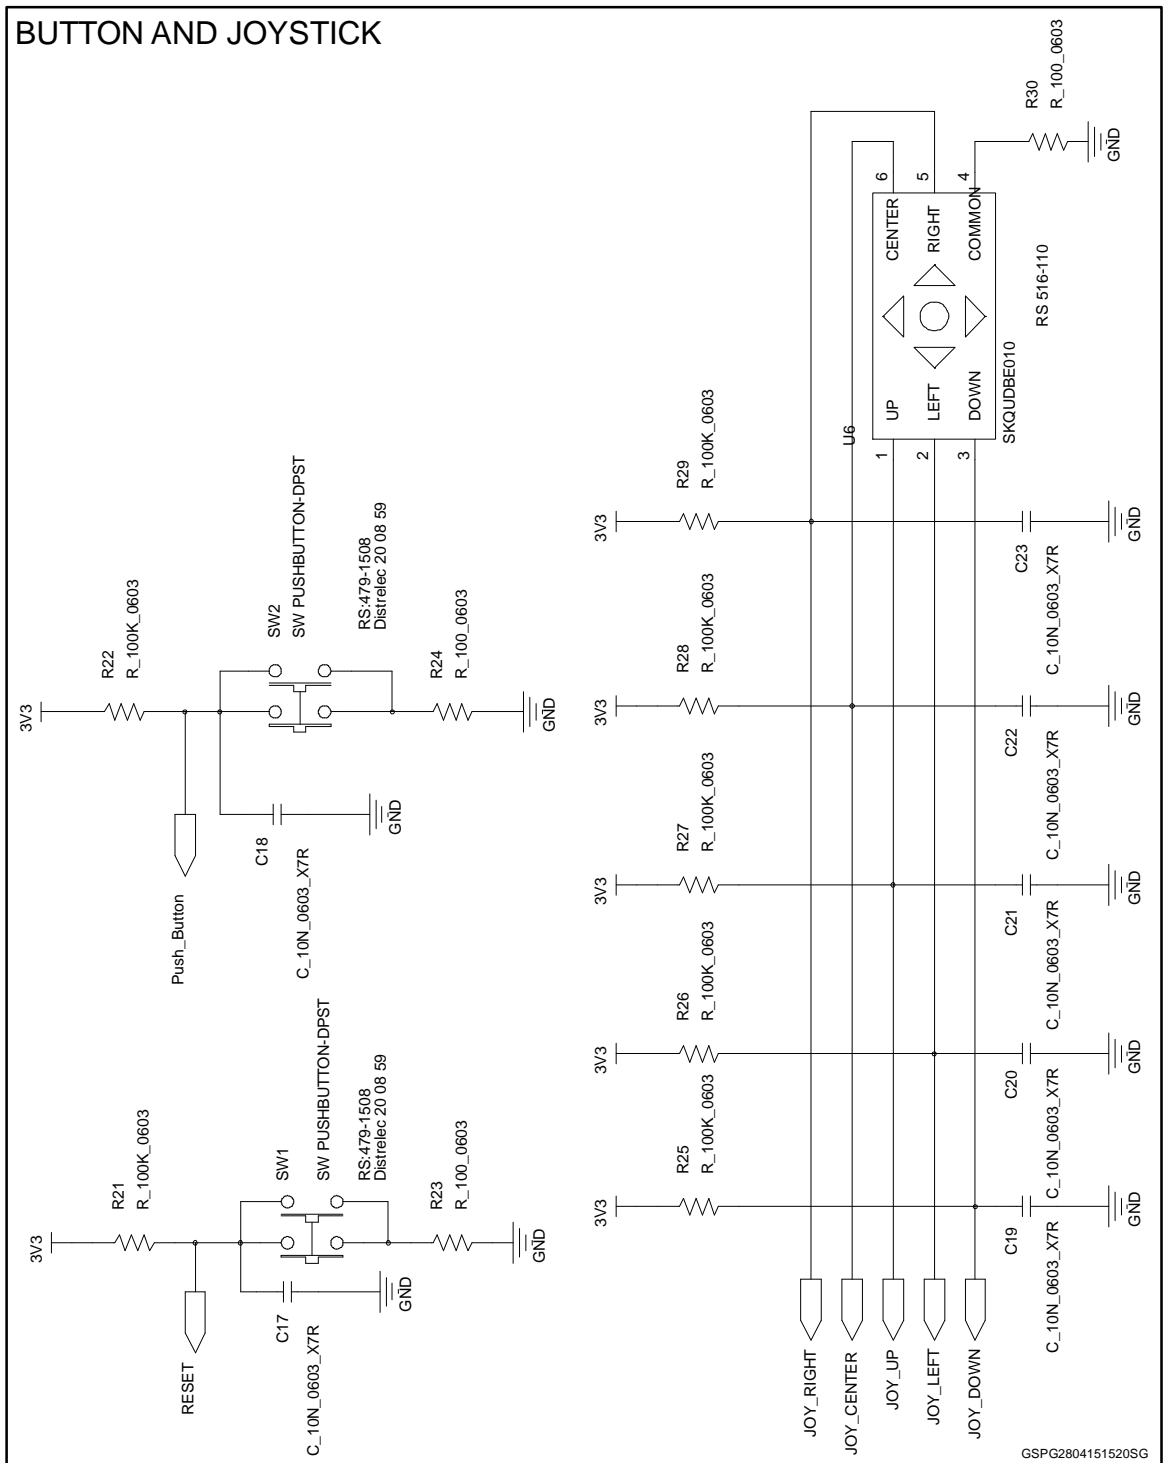 BUTTON AND JOYSTICK
3V3
R21
R_100K_0603
RESET
C17
C_10N_0603_X7R
GND
SW1
SW PUSHBUTTON-DPST
RS:479-1508
Distrelec 20 08 59
R23
R_100_0603
GND
3V3
R22
R_100K_0603
Push_Button
C18
C_10N_0603_X7R
GND
SW2
SW PUSHBUTTON-DPST
RS:479-1508
Distrelec 20 08 59
R24
R_100_0603
GND
3V3
R25
R_100K_0603
3V3
R26
R_100K_0603
3V3
R27
R_100K_0603
3V3
R28
R_100K_0603
3V3
R29
R_100K_0603
JOY_RIGHT
JOY_CENTER
JOY_UP
JOY_LEFT
JOY_DOWN
C19
C_10N_0603_X7R
GND
C20
C_10N_0603_X7R
GND
C21
C_10N_0603_X7R
GND
C22
C_10N_0603_X7R
GND
C23
C_10N_0603_X7R
GND
U6
1 UP CENTER 6
2 LEFT RIGHT 5
3 DOWN COMMON 4
SKQUDBE010
RS 516-110
R30
R_100_0603
GND
GSPG2804151520SG